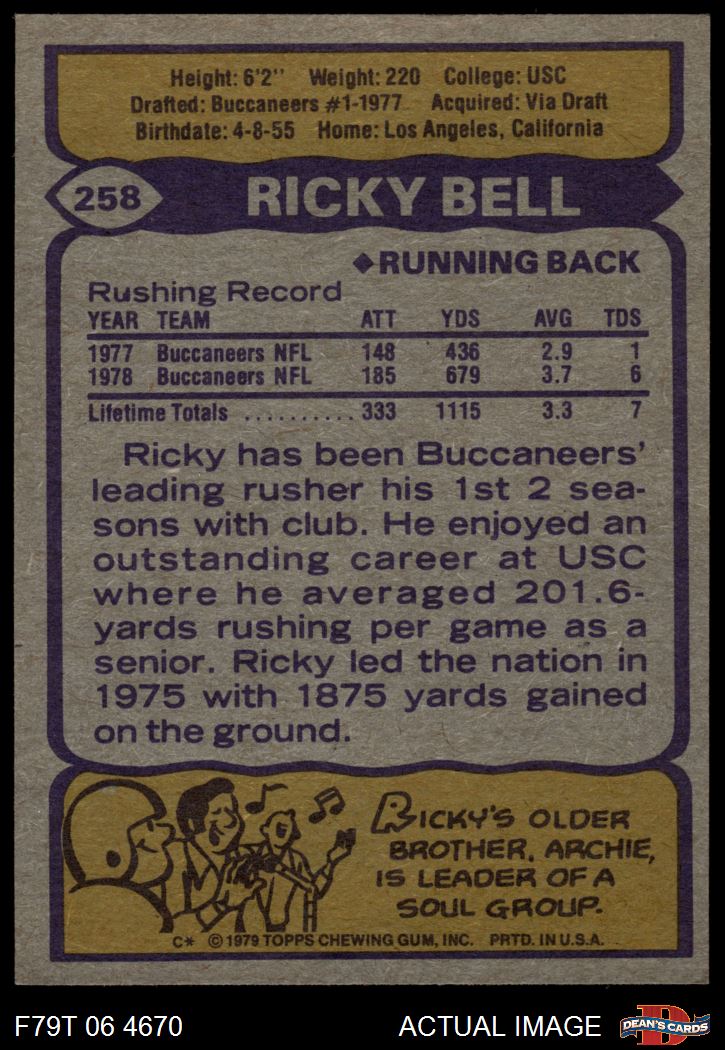 Height: 6'2'' Weight: 220 College: USC
Drafted: Buccaneers #1-1977 Acquired: Via Draft
Birthdate: 4-8-55 Home: Los Angeles, California
258 RICKY BELL
◆RUNNING BACK
Rushing Record
YEAR TEAM ATT YDS AVG TDS
1977 Buccaneers NFL 148 436 2.9 1
1978 Buccaneers NFL 185 679 3.7 6
Lifetime Totals .......... 333 1115 3.3 7
Ricky has been Buccaneers'
leading rusher his 1st 2 sea-
sons with club. He enjoyed an
outstanding career at USC
where he averaged 201.6-
yards rushing per game as a
senior. Ricky led the nation in
1975 with 1875 yards gained
on the ground.
RICKY'S OLDER
BROTHER, ARCHIE,
IS LEADER OF A
SOUL GROUP.
C* © 1979 TOPPS CHEWING GUM, INC. PRTD. IN U.S.A.
F79T 06 4670 ACTUAL IMAGE D DEAN'S CARDS